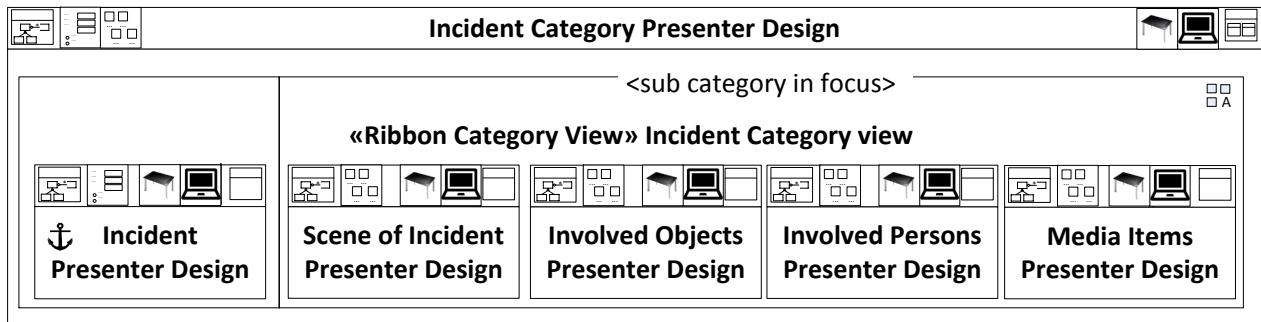 Incident Category Presenter Design
<sub category in focus>
A
«Ribbon Category View» Incident Category view
Incident
Presenter Design
Scene of Incident
Presenter Design
Involved Objects
Presenter Design
Involved Persons
Presenter Design
Media Items
Presenter Design